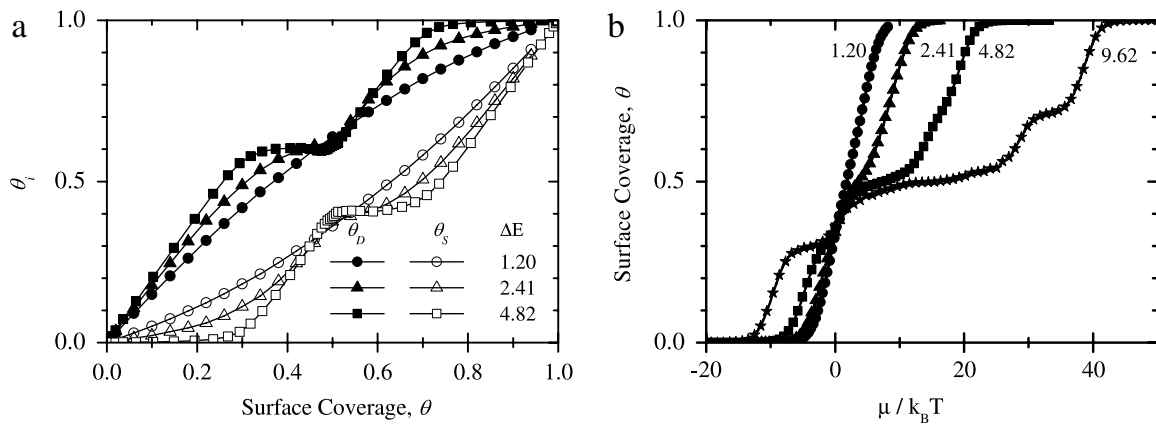 a
1.0
0.5
0.0
θi
0.0 0.2 0.4 0.6 0.8 1.0
Surface Coverage, θ
θD θS ΔE
1.20
2.41
4.82
b
1.0
0.5
0.0
Surface Coverage, θ
1.20 2.41 4.82 9.62
-20 0 20 40
μ / kBT